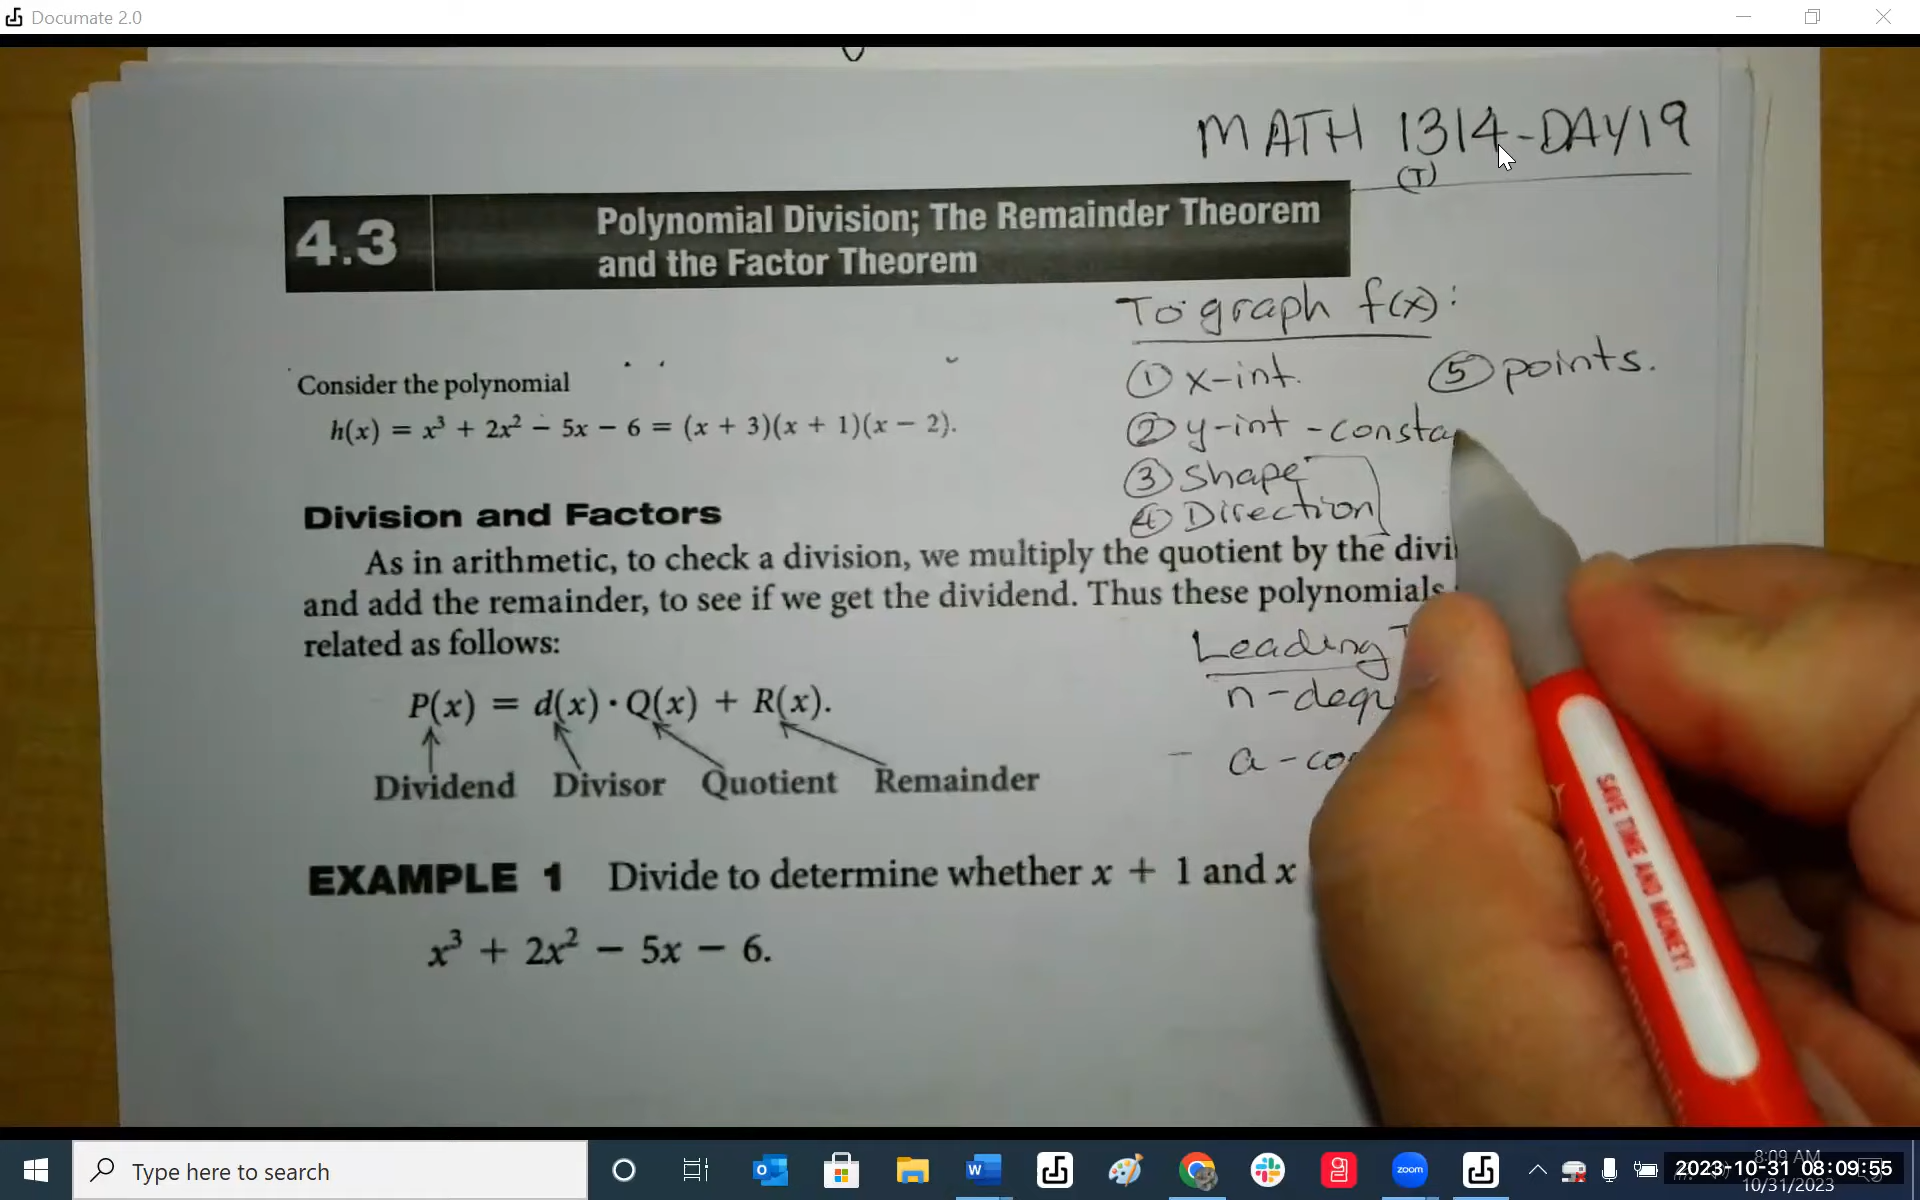 Documate 2.0
MATH 1314-DAY19
(T)
4.3 Polynomial Division; The Remainder Theorem
and the Factor Theorem
To graph f(x):
① x-int. ⑤ points.
② y-int - consta
③ Shape
④ Direction
Consider the polynomial
h(x) = x³ + 2x² − 5x − 6 = (x + 3)(x + 1)(x − 2).
Division and Factors
As in arithmetic, to check a division, we multiply the quotient by the divi
and add the remainder, to see if we get the dividend. Thus these polynomials
related as follows:
Leading T
n-deg
a-co
P(x) = d(x) · Q(x) + R(x).
Dividend Divisor Quotient Remainder
EXAMPLE 1 Divide to determine whether x + 1 and x
x³ + 2x² − 5x − 6.
SAVE TIME AND MONEY!
Type here to search
zoom
8:09 AM
2023-10-31 08:09:55
10/31/2023